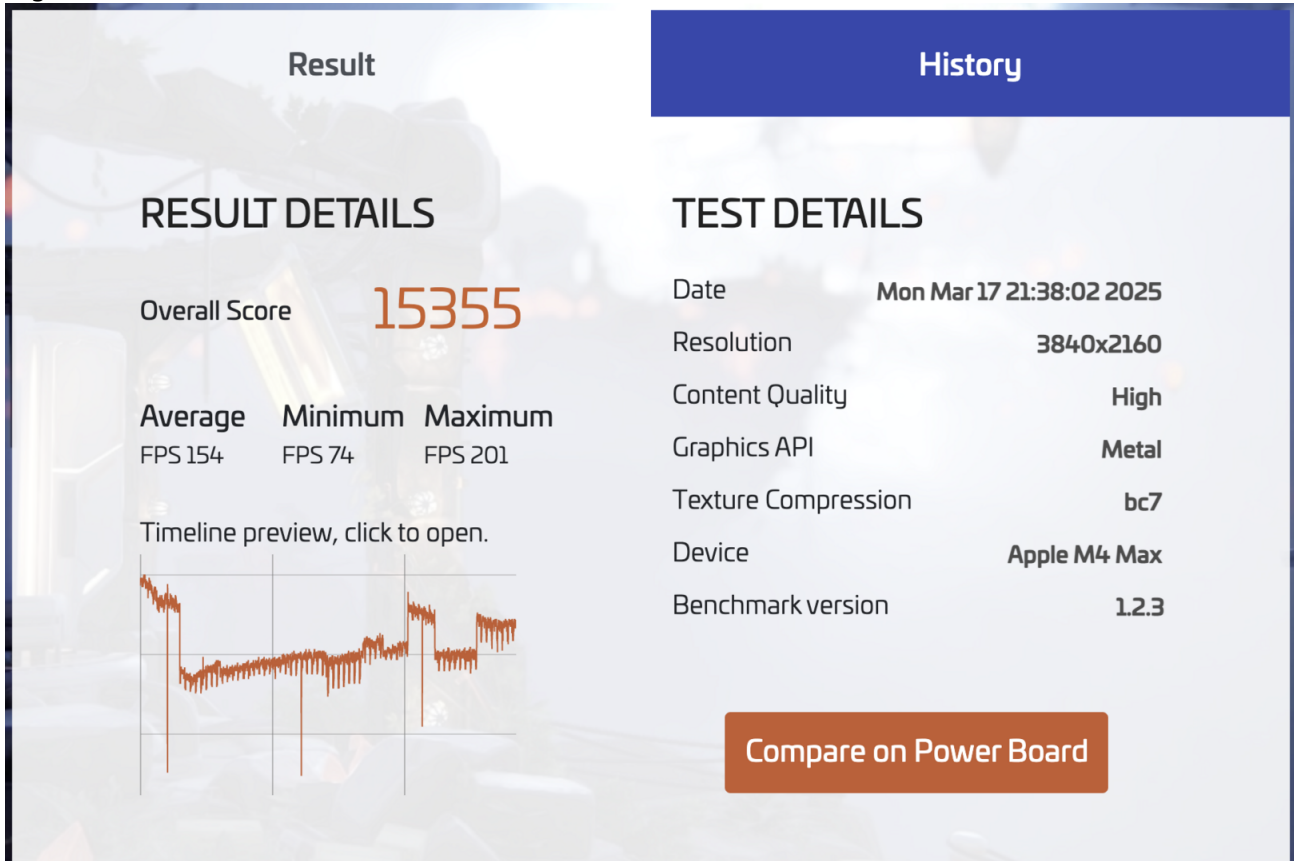 Result
History
RESULT DETAILS
Overall Score 15355
Average Minimum Maximum
FPS 154 FPS 74 FPS 201
Timeline preview, click to open.
TEST DETAILS
Date Mon Mar 17 21:38:02 2025
Resolution 3840x2160
Content Quality High
Graphics API Metal
Texture Compression bc7
Device Apple M4 Max
Benchmark version 1.2.3
Compare on Power Board